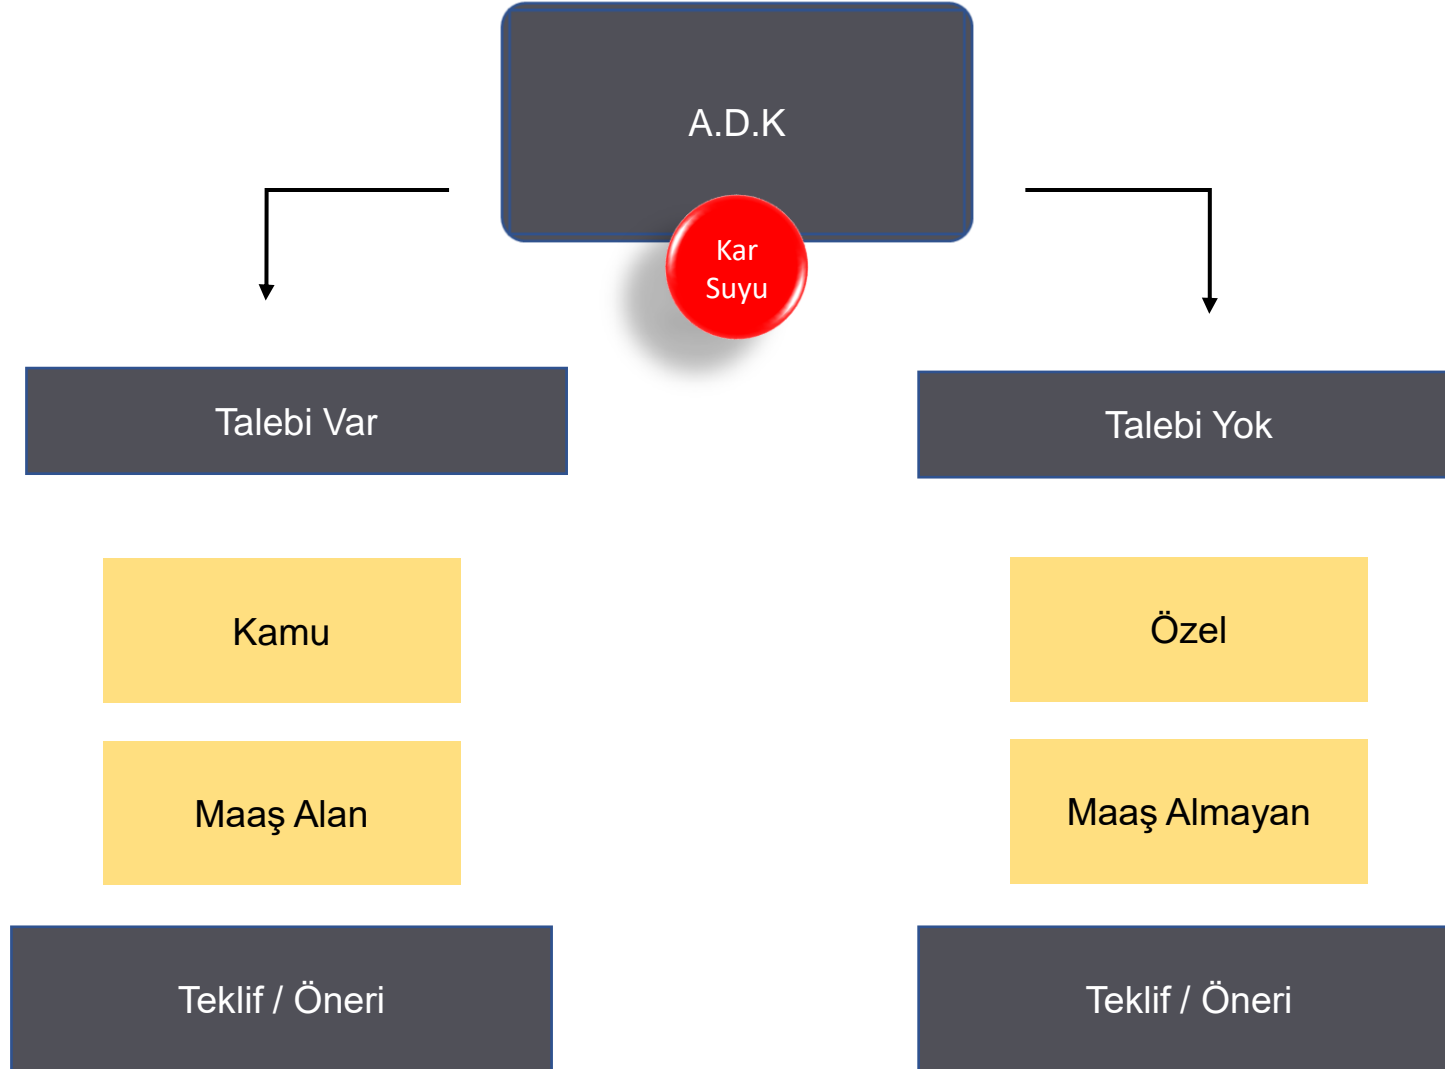 A.D.K
Kar
Suyu
Talebi Var
Talebi Yok
Kamu
Özel
Maaş Alan
Maaş Almayan
Teklif / Öneri
Teklif / Öneri